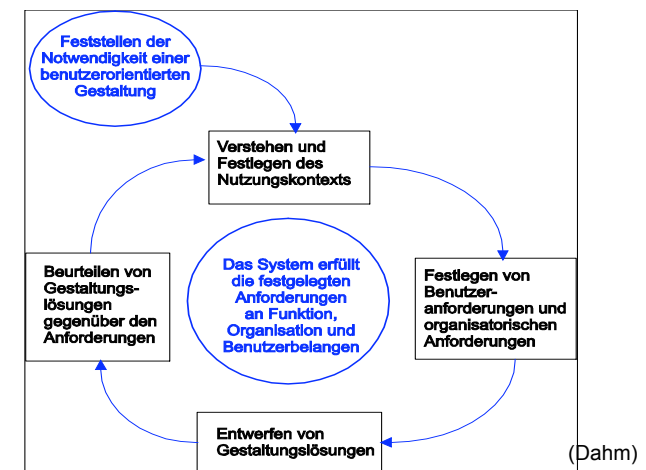 Feststellen der
Notwendigkeit einer
benutzerorientierten
Gestaltung
Verstehen und
Festlegen des
Nutzungskontexts
Beurteilen von
Gestaltungs-
lösungen
gegenüber den
Anforderungen
Das System erfüllt
die festgelegten
Anforderungen
an Funktion,
Organisation und
Benutzerbelangen
Festlegen von
Benutzer-
anforderungen und
organisatorischen
Anforderungen
Entwerfen von
Gestaltungslösungen
(Dahm)